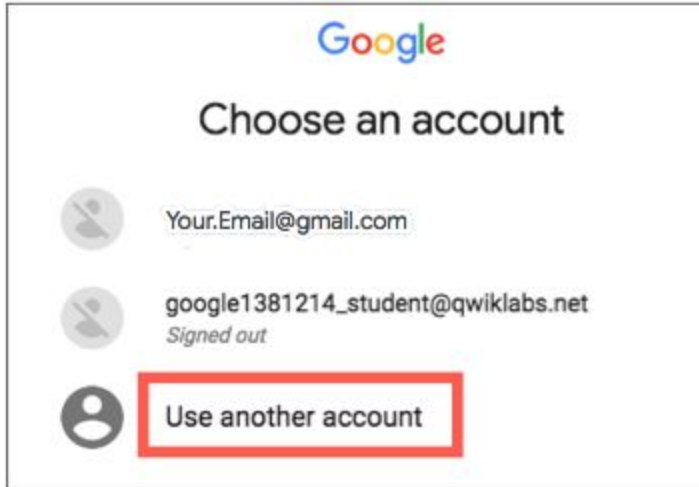 Google
Choose an account
Your.Email@gmail.com
google1381214_student@qwiklabs.net
Signed out
Use another account